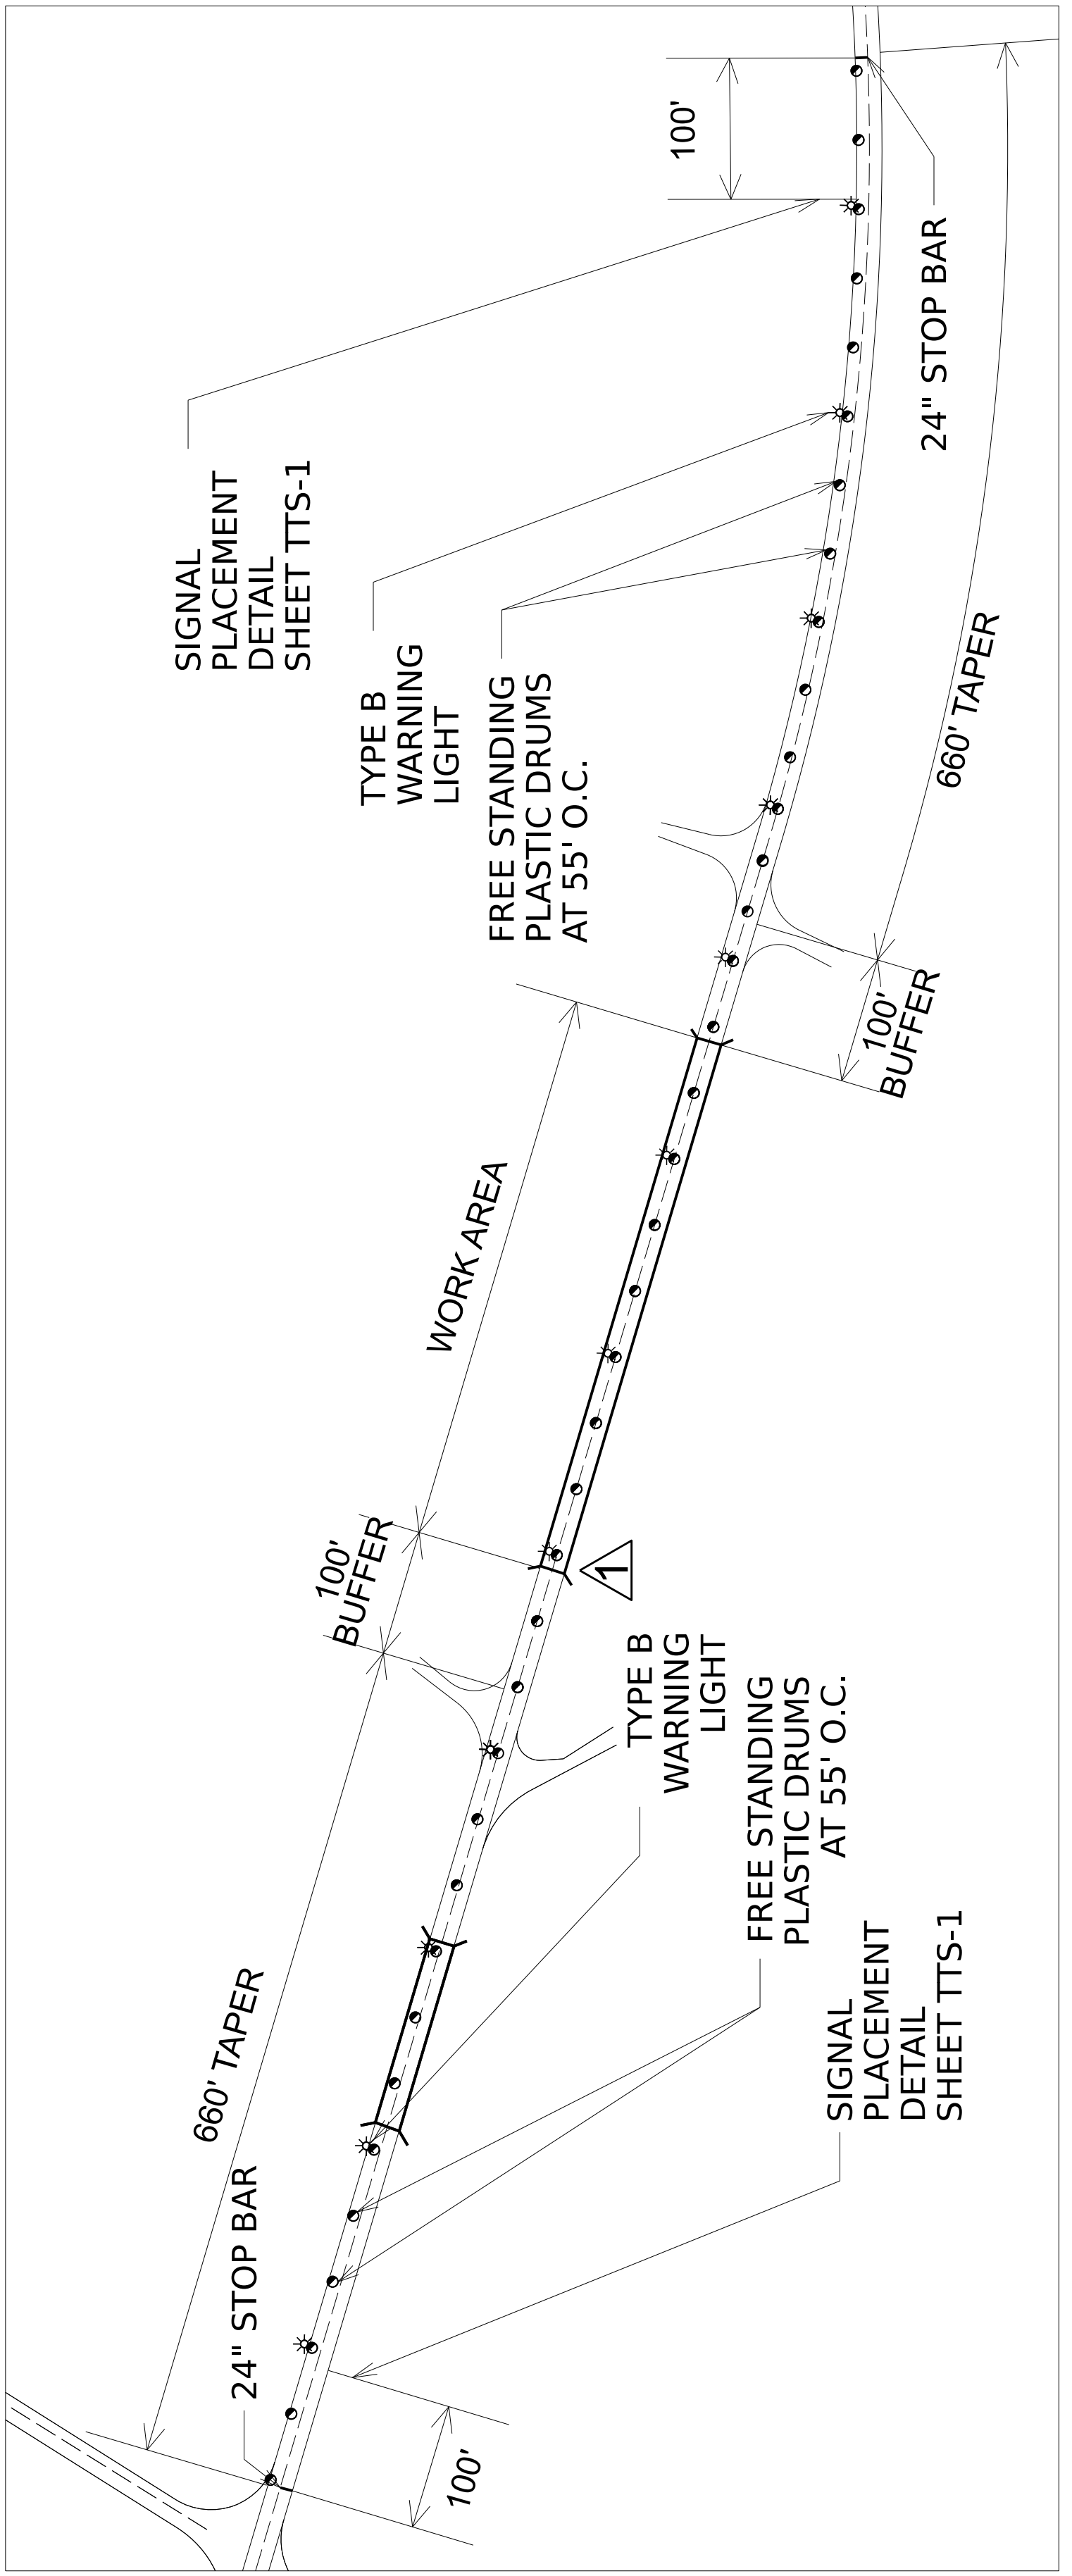 100'
24" STOP BAR
SIGNAL
PLACEMENT
DETAIL
SHEET TTS-1
TYPE B
WARNING
LIGHT
FREE STANDING
PLASTIC DRUMS
AT 55' O.C.
660' TAPER
100'
BUFFER
WORK AREA
100'
BUFFER
1
TYPE B
WARNING
LIGHT
FREE STANDING
PLASTIC DRUMS
AT 55' O.C.
SIGNAL
PLACEMENT
DETAIL
SHEET TTS-1
660' TAPER
24" STOP BAR
100'